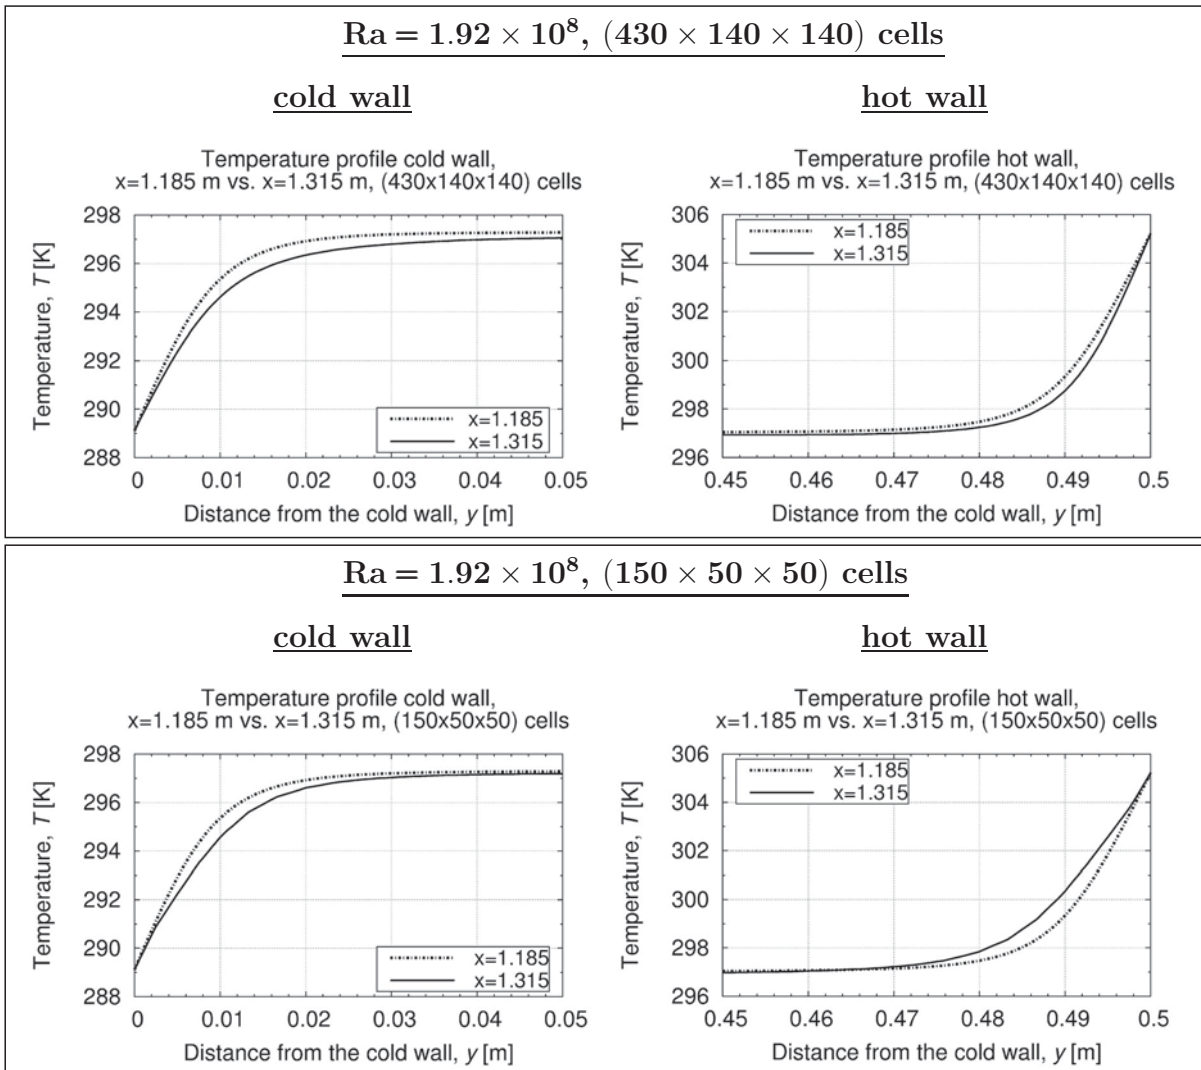 Ra = 1.92 × 10⁸, (430 × 140 × 140) cells
cold wall
Temperature profile cold wall,
x=1.185 m vs. x=1.315 m, (430x140x140) cells
298
296
294
292
290
288
Temperature, T [K]
x=1.185
x=1.315
0 0.01 0.02 0.03 0.04 0.05
Distance from the cold wall, y [m]
hot wall
Temperature profile hot wall,
x=1.185 m vs. x=1.315 m, (430x140x140) cells
306
304
302
300
298
296
Temperature, T [K]
x=1.185
x=1.315
0.45 0.46 0.47 0.48 0.49 0.5
Distance from the cold wall, y [m]
Ra = 1.92 × 10⁸, (150 × 50 × 50) cells
cold wall
Temperature profile cold wall,
x=1.185 m vs. x=1.315 m, (150x50x50) cells
298
296
294
292
290
288
Temperature, T [K]
x=1.185
x=1.315
0 0.01 0.02 0.03 0.04 0.05
Distance from the cold wall, y [m]
hot wall
Temperature profile hot wall,
x=1.185 m vs. x=1.315 m, (150x50x50) cells
306
304
302
300
298
296
Temperature, T [K]
x=1.185
x=1.315
0.45 0.46 0.47 0.48 0.49 0.5
Distance from the cold wall, y [m]